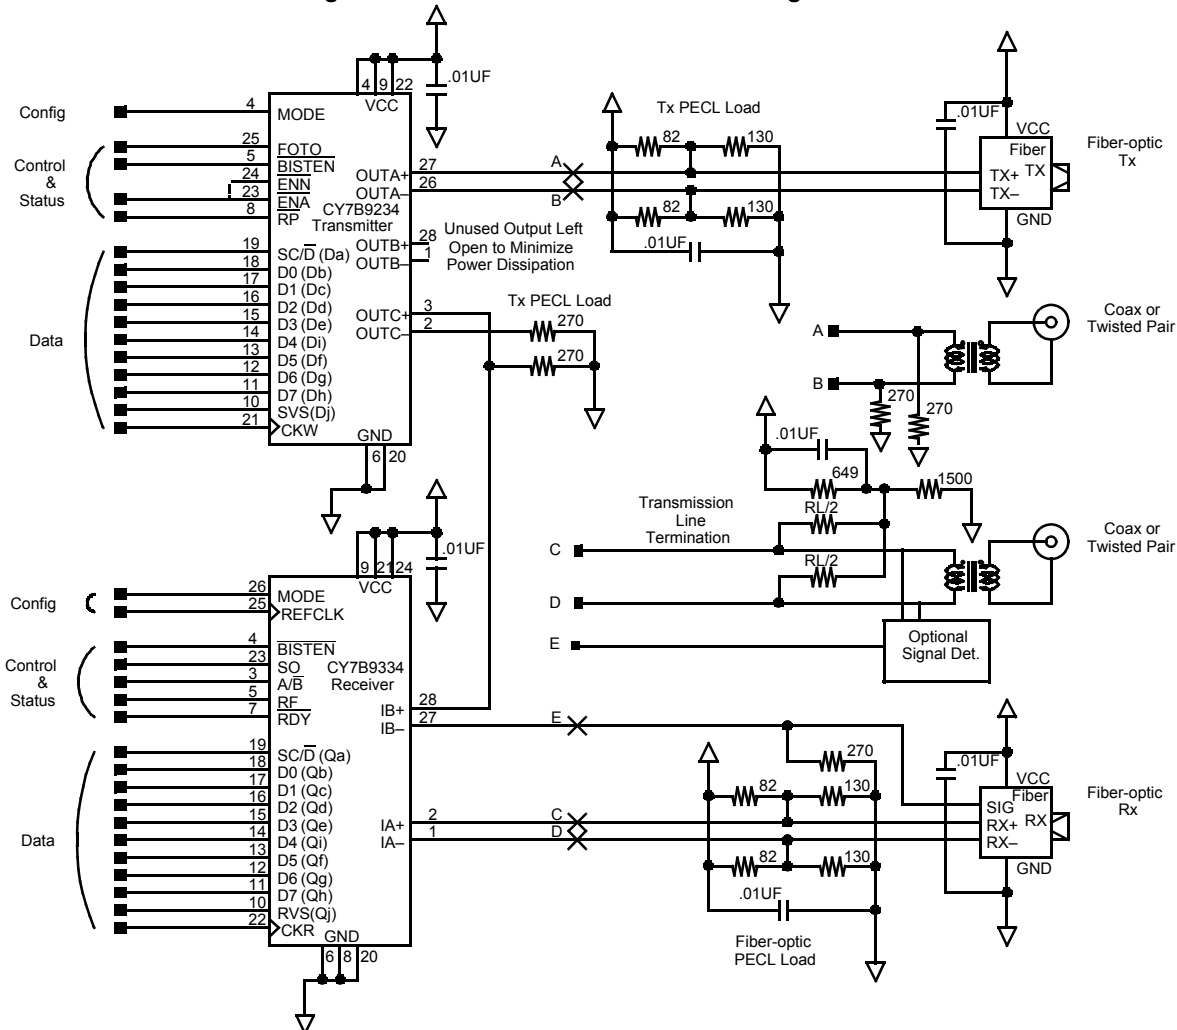 4 9 22
VCC
.01UF
Config
4
MODE
Control
&
Status
25
FOTO
5
BISTEN
24
ENN
23
ENA
8
RP
CY7B9234
Transmitter
Data
19
SC/D (Da)
18
D0 (Db)
17
D1 (Dc)
16
D2 (Dd)
15
D3 (De)
14
D4 (Di)
13
D5 (Df)
12
D6 (Dg)
11
D7 (Dh)
10
SVS(Dj)
21
CKW
GND
6 20
OUTA+
27
OUTA–
26
OUTB+
28
OUTB–
1
OUTC+
3
OUTC–
2
Unused Output Left
Open to Minimize
Power Dissipation
A
B
Tx PECL Load
82
130
82
130
.01UF
Tx PECL Load
270
270
.01UF
VCC
Fiber
TX+ TX
TX–
GND
Fiber-optic
Tx
A
B
270
270
Coax or
Twisted Pair
.01UF
649
1500
RL/2
RL/2
Transmission
Line
Termination
C
D
E
Optional
Signal Det.
Coax or
Twisted Pair
9 21 24
VCC
.01UF
Config
26
MODE
25
REFCLK
Control
&
Status
4
BISTEN
23
SO
3
A/B
5
RF
7
RDY
CY7B9334
Receiver
Data
19
SC/D (Qa)
18
D0 (Qb)
17
D1 (Qc)
16
D2 (Qd)
15
D3 (Qe)
14
D4 (Qi)
13
D5 (Qf)
12
D6 (Qg)
11
D7 (Qh)
10
RVS(Qj)
22
CKR
GND
6 8 20
IB+
28
IB–
27
IA+
2
IA–
1
E
C
D
270
82
130
82
130
.01UF
Fiber-optic
PECL Load
.01UF
VCC
Fiber
SIG
RX+ RX
RX–
GND
Fiber-optic
Rx